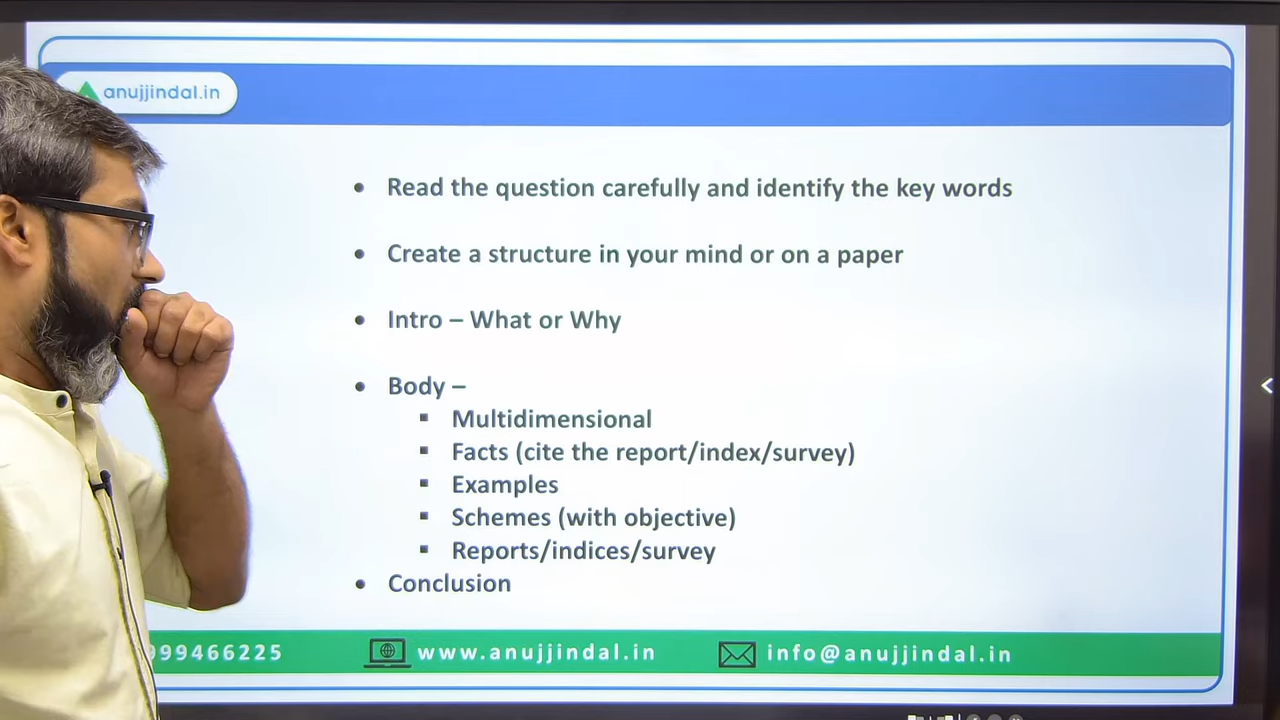 anujjindal.in
• Read the question carefully and identify the key words
• Create a structure in your mind or on a paper
• Intro – What or Why
• Body –
▪ Multidimensional
▪ Facts (cite the report/index/survey)
▪ Examples
▪ Schemes (with objective)
▪ Reports/indices/survey
• Conclusion
999466225 www.anujjindal.in info@anujjindal.in